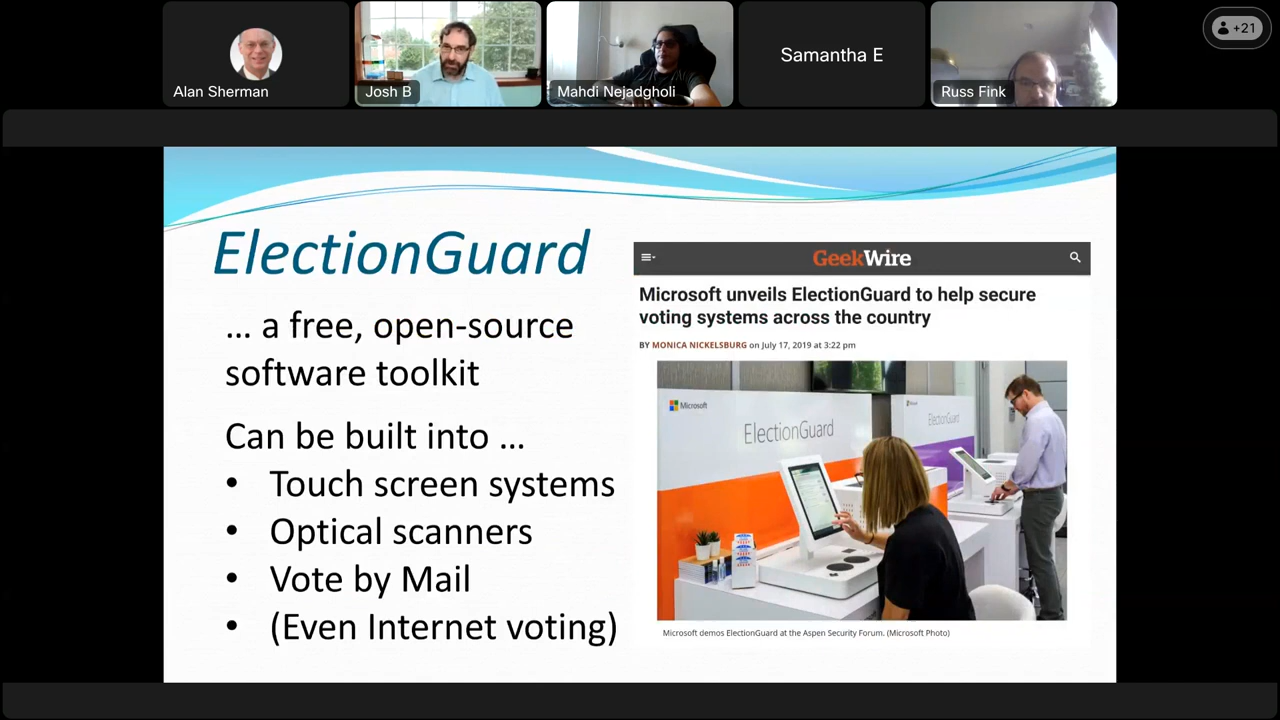 Alan Sherman
Josh B
Mahdi Nejadgholi
Samantha E
Russ Fink
+21
ElectionGuard
... a free, open-source
software toolkit
Can be built into ...
• Touch screen systems
• Optical scanners
• Vote by Mail
• (Even Internet voting)
GeekWire
Microsoft unveils ElectionGuard to help secure
voting systems across the country
BY MONICA NICKELSBURG on July 17, 2019 at 3:22 pm
Microsoft
ElectionGuard
ElectionGuard
Microsoft demos ElectionGuard at the Aspen Security Forum. (Microsoft Photo)